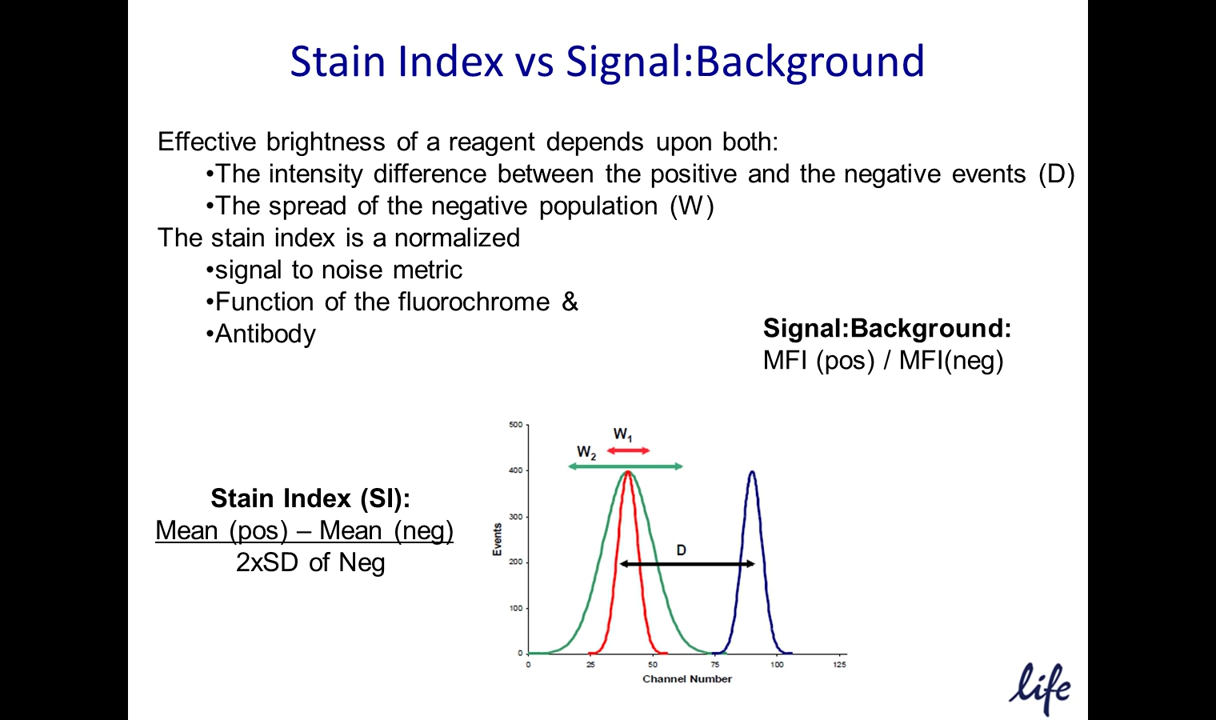 Stain Index vs Signal:Background
Effective brightness of a reagent depends upon both:
•The intensity difference between the positive and the negative events (D)
•The spread of the negative population (W)
The stain index is a normalized
•signal to noise metric
•Function of the fluorochrome &
•Antibody
Signal:Background:
MFI (pos) / MFI(neg)
Stain Index (SI):
Mean (pos) – Mean (neg)
2xSD of Neg
500
400
300
200
100
0
Events
W1
W2
D
0 25 50 75 100 125
Channel Number
life